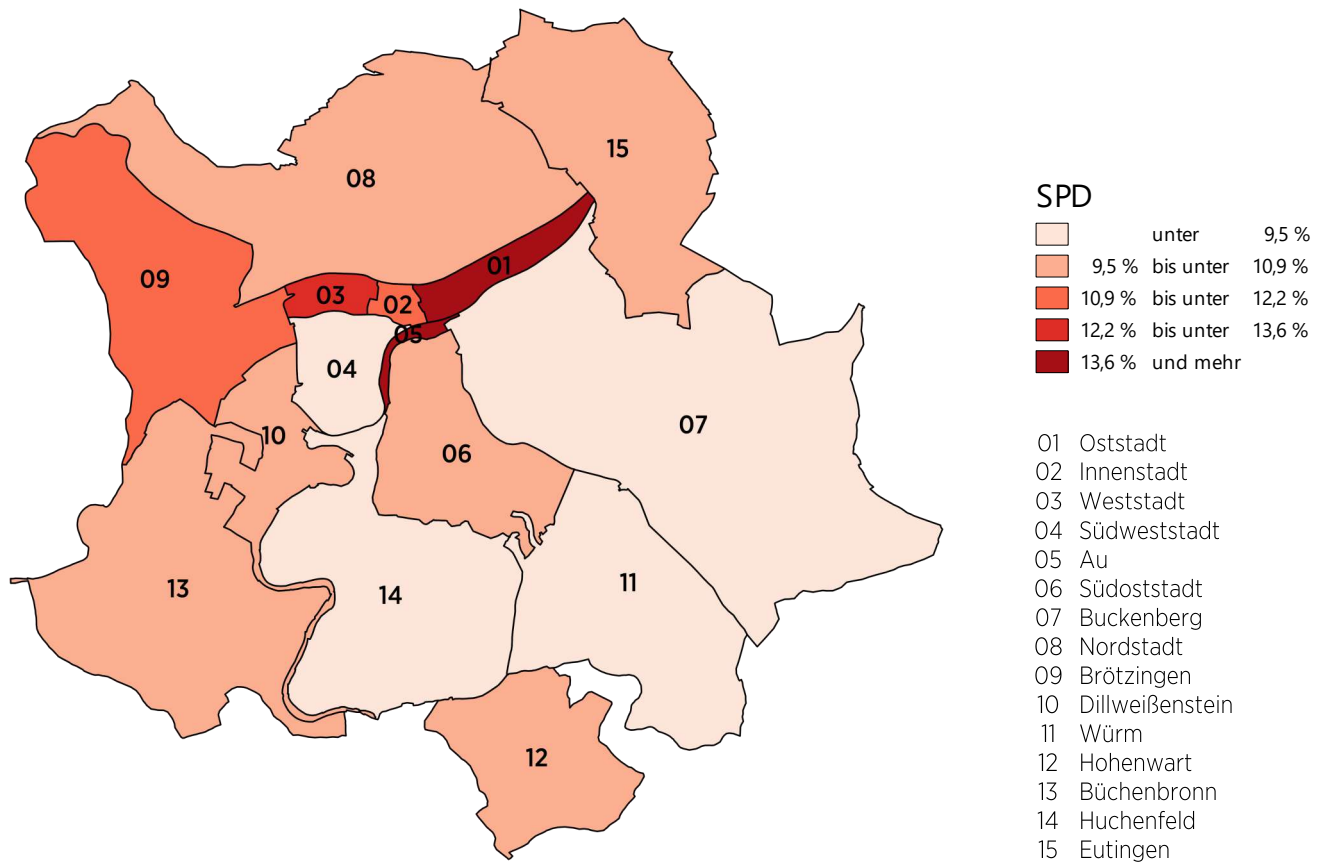 15
08
09
01
03
02
05
04
07
10
06
13
14
11
12
SPD
unter 9,5 %
9,5 % bis unter 10,9 %
10,9 % bis unter 12,2 %
12,2 % bis unter 13,6 %
13,6 % und mehr
01 Oststadt
02 Innenstadt
03 Weststadt
04 Südweststadt
05 Au
06 Südoststadt
07 Buckenberg
08 Nordstadt
09 Brötzingen
10 Dillweißenstein
11 Würm
12 Hohenwart
13 Büchenbronn
14 Huchenfeld
15 Eutingen